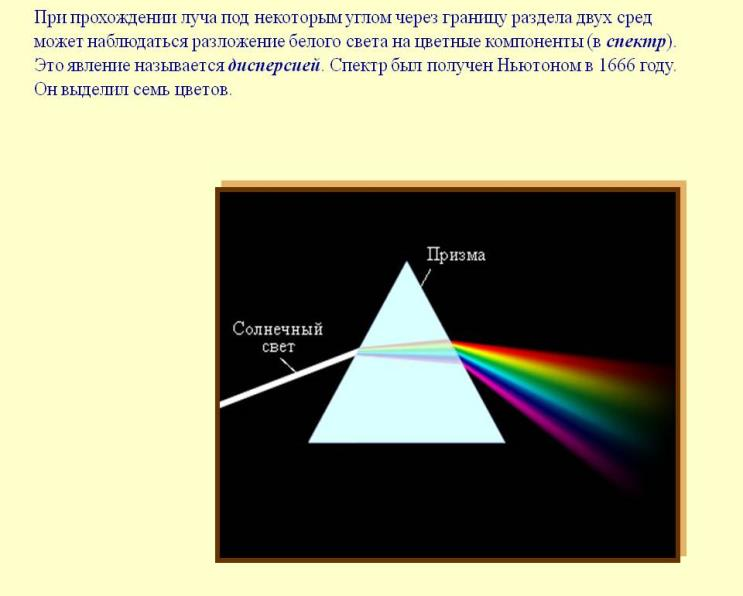 При прохождении луча под некоторым углом через границу раздела двух сред
может наблюдаться разложение белого света на цветные компоненты (в спектр).
Это явление называется дисперсией. Спектр был получен Ньютоном в 1666 году.
Он выделил семь цветов.
Призма
Солнечный
свет